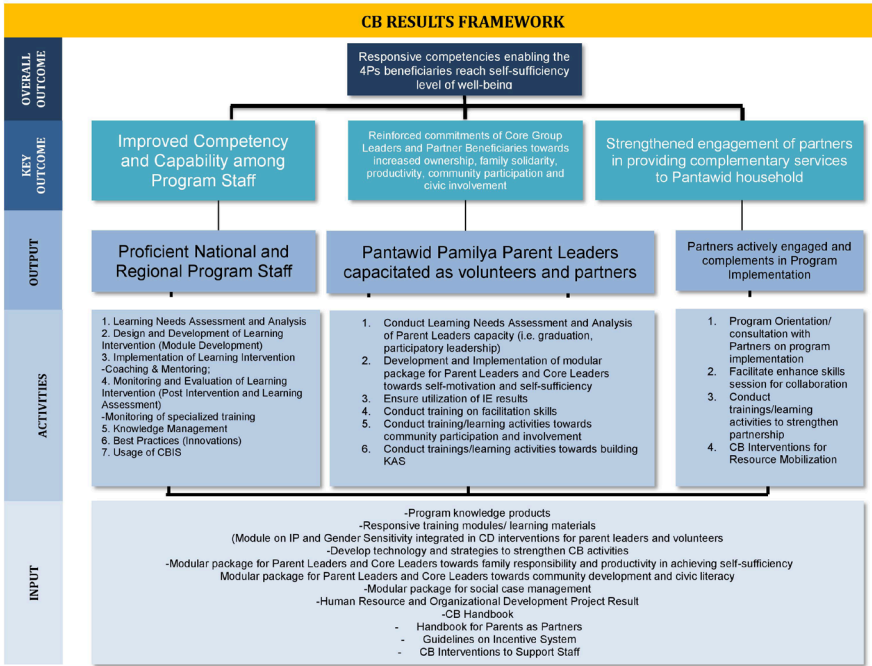 CB RESULTS FRAMEWORK
OVERALL
OUTCOME
Responsive competencies enabling the
4Ps beneficiaries reach self-sufficiency
level of well-being
KEY
OUTCOME
Improved Competency
and Capability among
Program Staff
Reinforced commitments of Core Group
Leaders and Partner Beneficiaries towards
increased ownership, family solidarity,
productivity, community participation and
civic involvement
Strengthened engagement of partners
in providing complementary services
to Pantawid household
OUTPUT
Proficient National and
Regional Program Staff
Pantawid Pamilya Parent Leaders
capacitated as volunteers and partners
Partners actively engaged and
complements in Program
Implementation
ACTIVITIES
1. Learning Needs Assessment and Analysis
2. Design and Development of Learning
Intervention (Module Development)
3. Implementation of Learning Intervention
-Coaching & Mentoring;
4. Monitoring and Evaluation of Learning
Intervention (Post Intervention and Learning
Assessment)
-Monitoring of specialized training
5. Knowledge Management
6. Best Practices (Innovations)
7. Usage of CBIS
1. Conduct Learning Needs Assessment and Analysis
of Parent Leaders capacity (i.e. graduation,
participatory leadership)
2. Development and Implementation of modular
package for Parent Leaders and Core Leaders
towards self-motivation and self-sufficiency
3. Ensure utilization of IE results
4. Conduct training on facilitation skills
5. Conduct training/learning activities towards
community participation and involvement
6. Conduct trainings/learning activities towards building
KAS
1. Program Orientation/
consultation with
Partners on program
implementation
2. Facilitate enhance skills
session for collaboration
3. Conduct
trainings/learning
activities to strengthen
partnership
4. CB Interventions for
Resource Mobilization
INPUT
-Program knowledge products
-Responsive training modules/ learning materials
(Module on IP and Gender Sensitivity integrated in CD interventions for parent leaders and volunteers
-Develop technology and strategies to strengthen CB activities
-Modular package for Parent Leaders and Core Leaders towards family responsibility and productivity in achieving self-sufficiency
Modular package for Parent Leaders and Core Leaders towards community development and civic literacy
-Modular package for social case management
-Human Resource and Organizational Development Project Result
-CB Handbook
- Handbook for Parents as Partners
- Guidelines on Incentive System
- CB Interventions to Support Staff